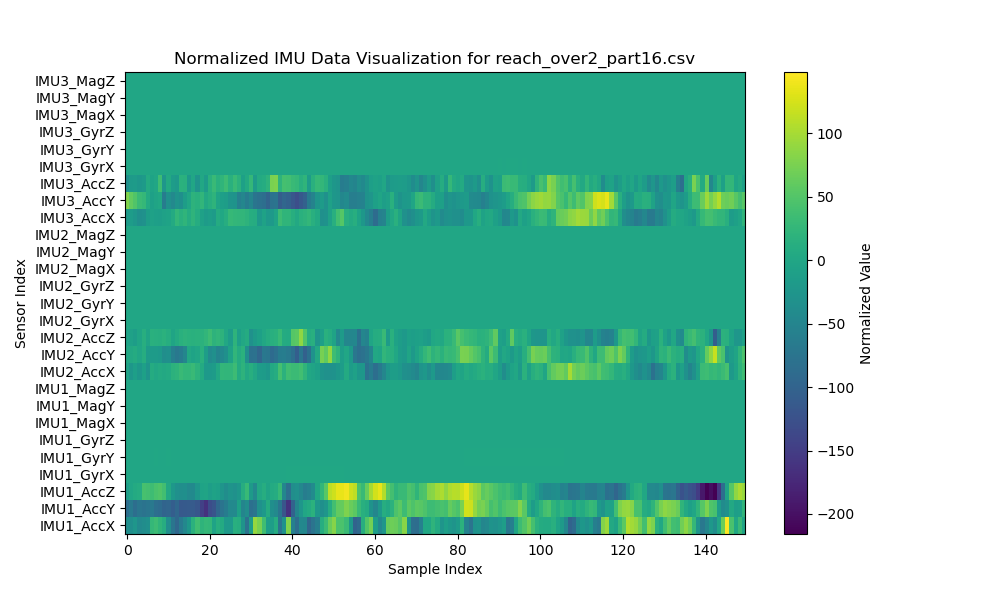 Normalized IMU Data Visualization for reach_over2_part16.csv
IMU3_MagZ
IMU3_MagY
IMU3_MagX
IMU3_GyrZ
IMU3_GyrY
IMU3_GyrX
IMU3_AccZ
IMU3_AccY
IMU3_AccX
IMU2_MagZ
IMU2_MagY
IMU2_MagX
IMU2_GyrZ
IMU2_GyrY
IMU2_GyrX
IMU2_AccZ
IMU2_AccY
IMU2_AccX
IMU1_MagZ
IMU1_MagY
IMU1_MagX
IMU1_GyrZ
IMU1_GyrY
IMU1_GyrX
IMU1_AccZ
IMU1_AccY
IMU1_AccX
Sensor Index
0 20 40 60 80 100 120 140
Sample Index
100
50
0
−50
−100
−150
−200
Normalized Value